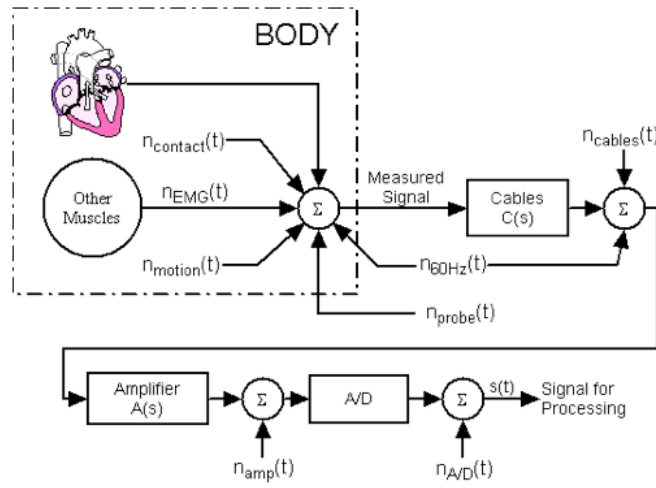 BODY
n_contact(t)
n_cables(t)
Other
Muscles
n_EMG(t)
Σ
Measured
Signal
Cables
C(s)
Σ
n_motion(t)
n_60Hz(t)
n_probe(t)
Amplifier
A(s)
Σ
A/D
Σ
s(t)
Signal for
Processing
n_amp(t)
n_A/D(t)